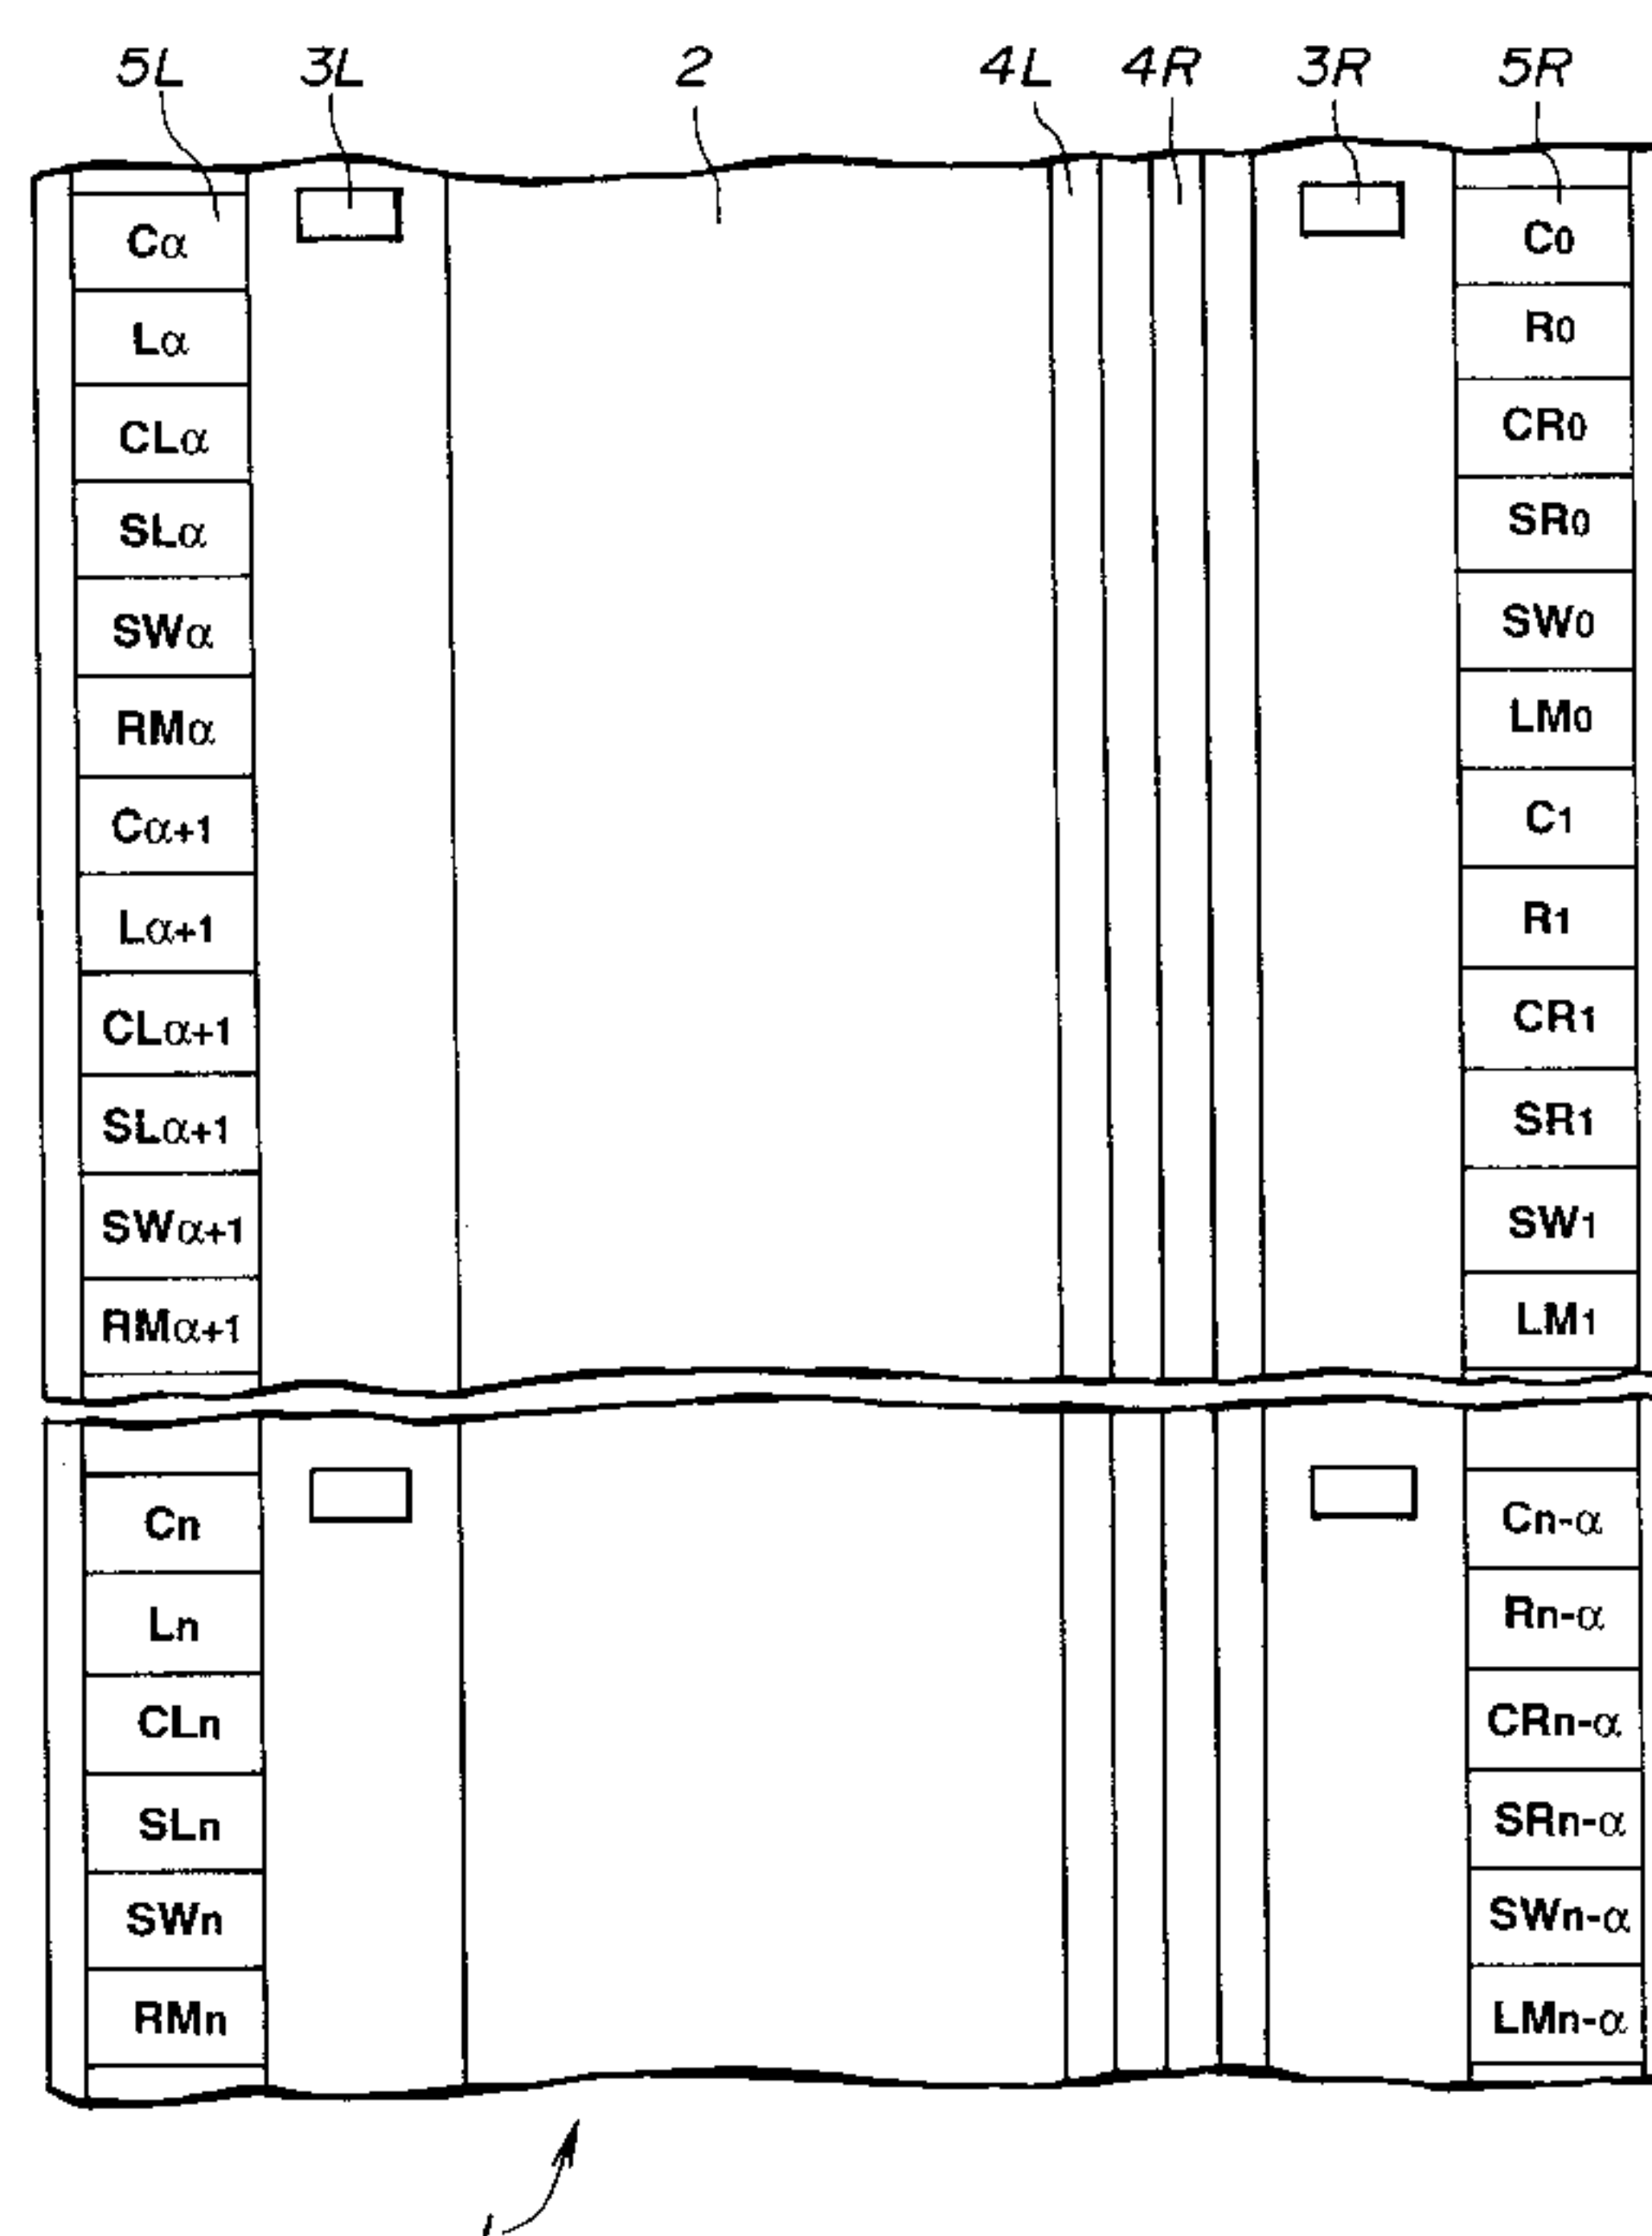 5L 3L 2 4L 4R 3R 5R
Cα C0
Lα R0
CLα CR0
SLα SR0
SWα SW0
RMα LM0
Cα+1 C1
Lα+1 R1
CLα+1 CR1
SLα+1 SR1
SWα+1 SW1
RMα+1 LM1
Cn Cn-α
Ln Rn-α
CLn CRn-α
SLn SRn-α
SWn SWn-α
RMn LMn-α